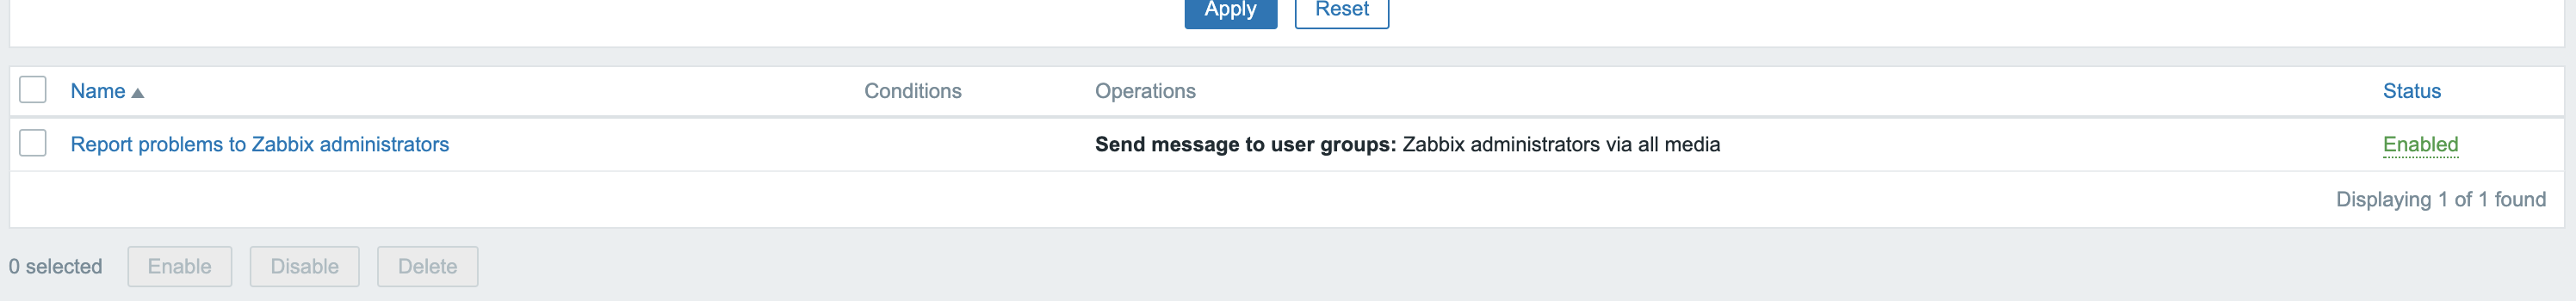 Apply Reset
Name ▲ Conditions Operations Status
Report problems to Zabbix administrators Send message to user groups: Zabbix administrators via all media Enabled
Displaying 1 of 1 found
0 selected Enable Disable Delete